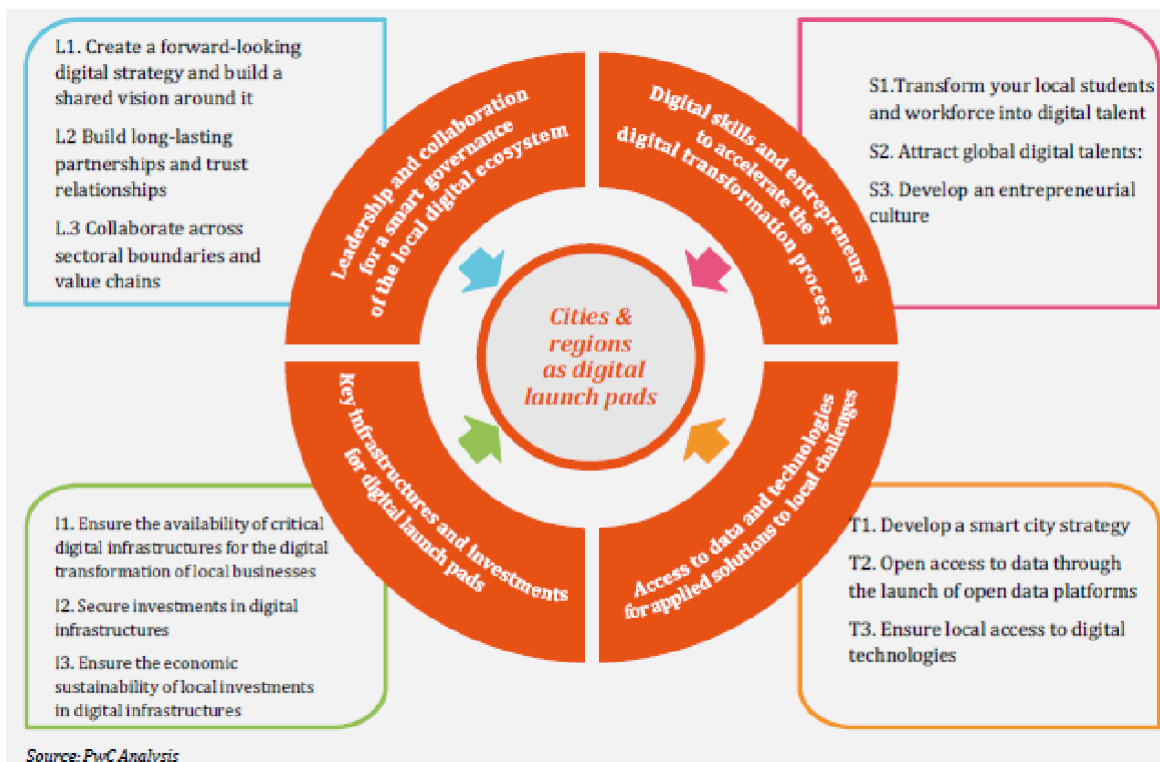 L1. Create a forward-looking
digital strategy and build a
shared vision around it
L2 Build long-lasting
partnerships and trust
relationships
L.3 Collaborate across
sectoral boundaries and
value chains
Leadership and collaboration
for a smart governance
of the local digital ecosystem
Digital skills and entrepreneurs
to accelerate the
digital transformation process
S1.Transform your local students
and workforce into digital talent
S2. Attract global digital talents:
S3. Develop an entrepreneurial
culture
Cities &
regions
as digital
launch pads
Key infrastructures and investments
for digital launch pads
Access to data and technologies
for applied solutions to local challenges
I1. Ensure the availability of critical
digital infrastructures for the digital
transformation of local businesses
I2. Secure investments in digital
infrastructures
I3. Ensure the economic
sustainability of local investments
in digital infrastructures
T1. Develop a smart city strategy
T2. Open access to data through
the launch of open data platforms
T3. Ensure local access to digital
technologies
Source: PwC Analysis